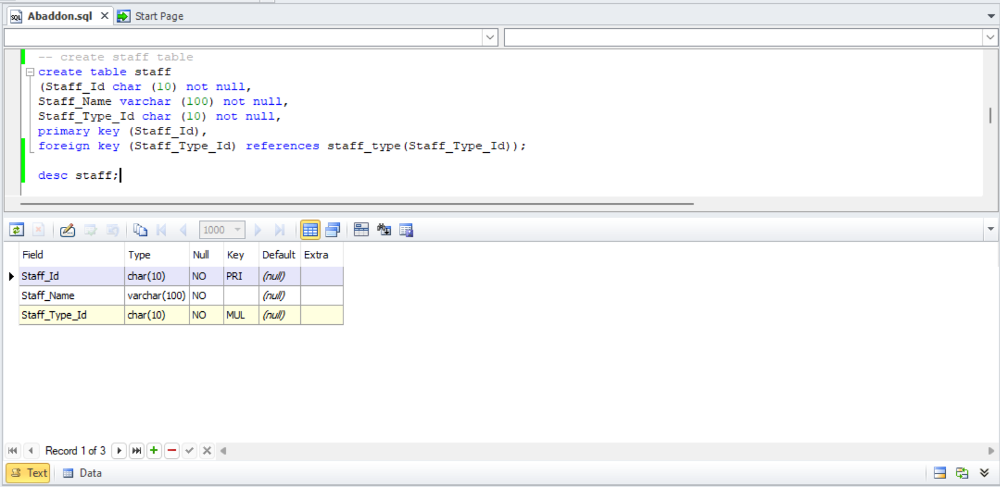 Abaddon.sql
Start Page
-- create staff table
create table staff
(Staff_Id char (10) not null,
Staff_Name varchar (100) not null,
Staff_Type_Id char (10) not null,
primary key (Staff_Id),
foreign key (Staff_Type_Id) references staff_type(Staff_Type_Id));
desc staff;
1000
Field Type Null Key Default Extra
Staff_Id char(10) NO PRI (null)
Staff_Name varchar(100) NO (null)
Staff_Type_Id char(10) NO MUL (null)
Record 1 of 3
Text Data